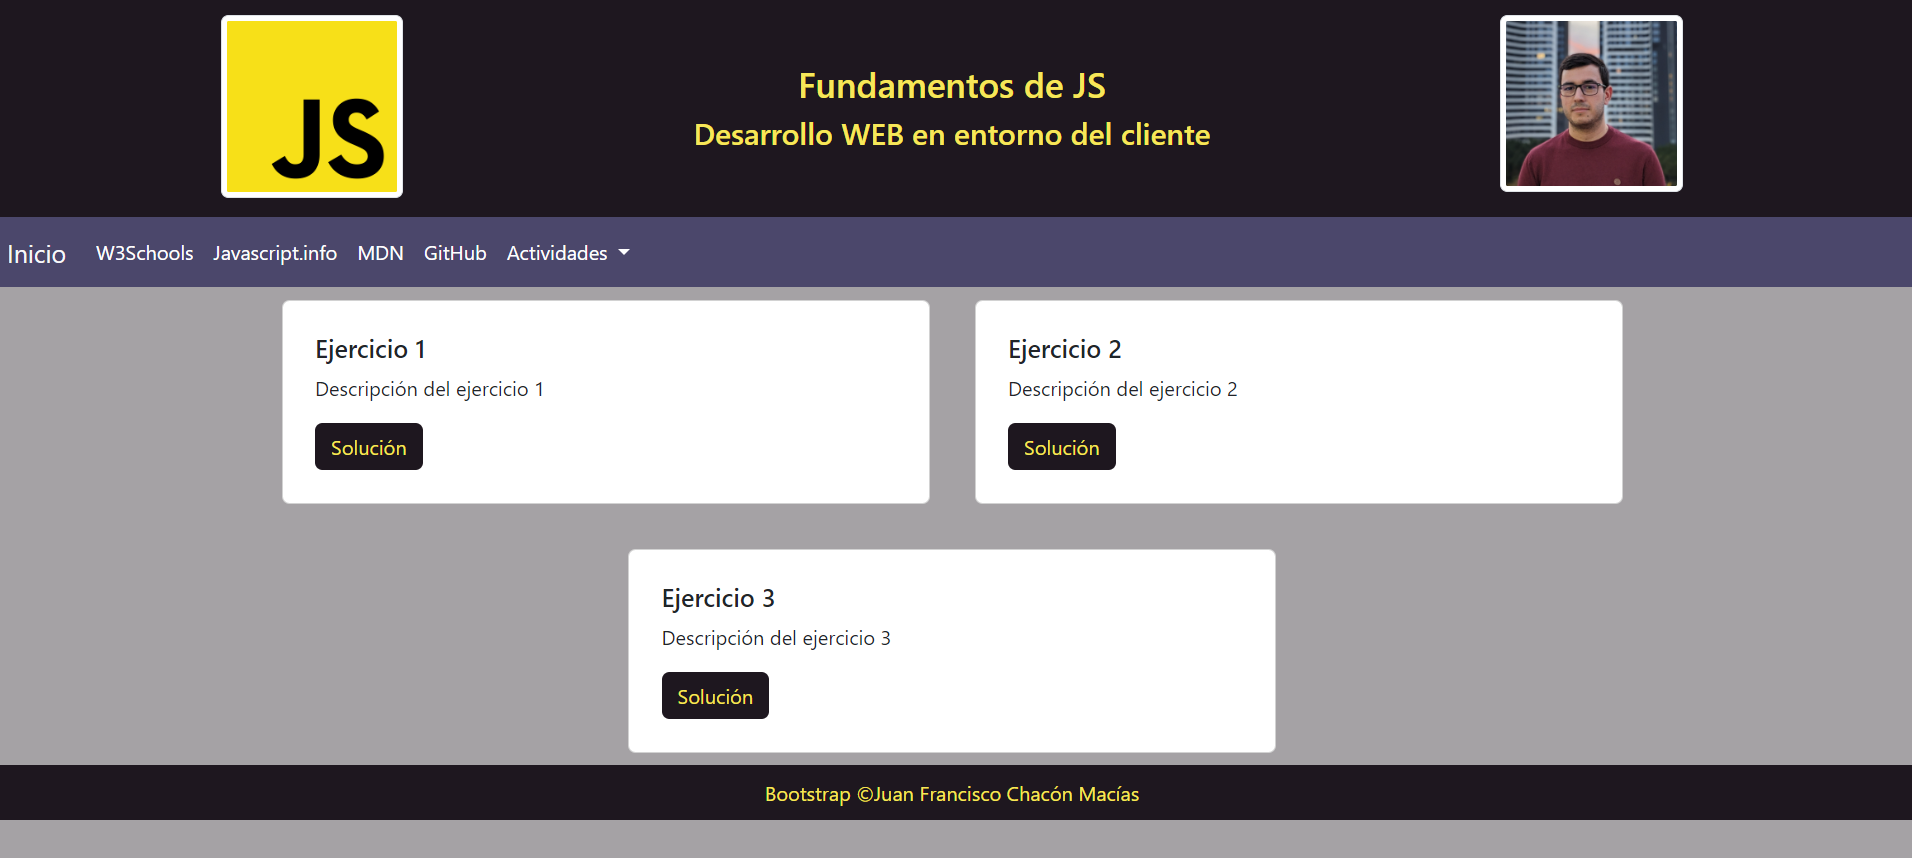 JS
Fundamentos de JS
Desarrollo WEB en entorno del cliente
Inicio W3Schools Javascript.info MDN GitHub Actividades
Ejercicio 1
Descripción del ejercicio 1
Solución
Ejercicio 2
Descripción del ejercicio 2
Solución
Ejercicio 3
Descripción del ejercicio 3
Solución
Bootstrap ©Juan Francisco Chacón Macías